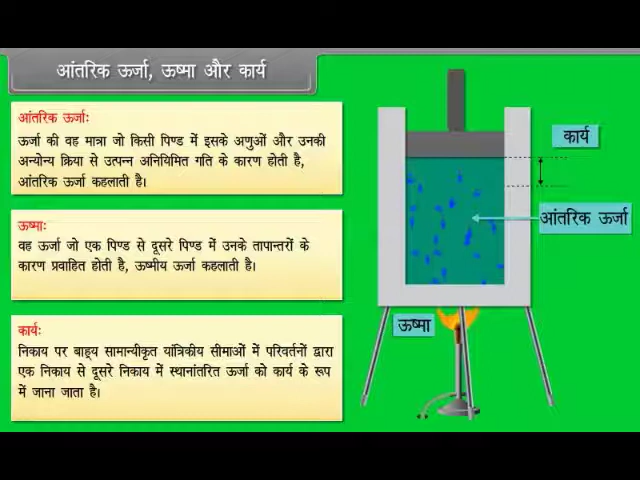 आंतरिक ऊर्जा, ऊष्मा और कार्य
आंतरिक ऊर्जाः
ऊर्जा की वह मात्रा जो किसी पिण्ड में इसके अणुओं और उनकी
अन्योन्य क्रिया से उत्पन्न अनियिमित गति के कारण होती है,
आंतरिक ऊर्जा कहलाती है।
ऊष्माः
वह ऊर्जा जो एक पिण्ड से दूसरे पिण्ड में उनके तापान्तरों के
कारण प्रवाहित होती है, ऊष्मीय ऊर्जा कहलाती है।
कार्यः
निकाय पर बाह्य सामान्यीकृत यांत्रिकीय सीमाओं में परिवर्तनों द्वारा
एक निकाय से दूसरे निकाय में स्थानांतरित ऊर्जा को कार्य के रूप
में जाना जाता है।
कार्य
आंतरिक ऊर्जा
ऊष्मा